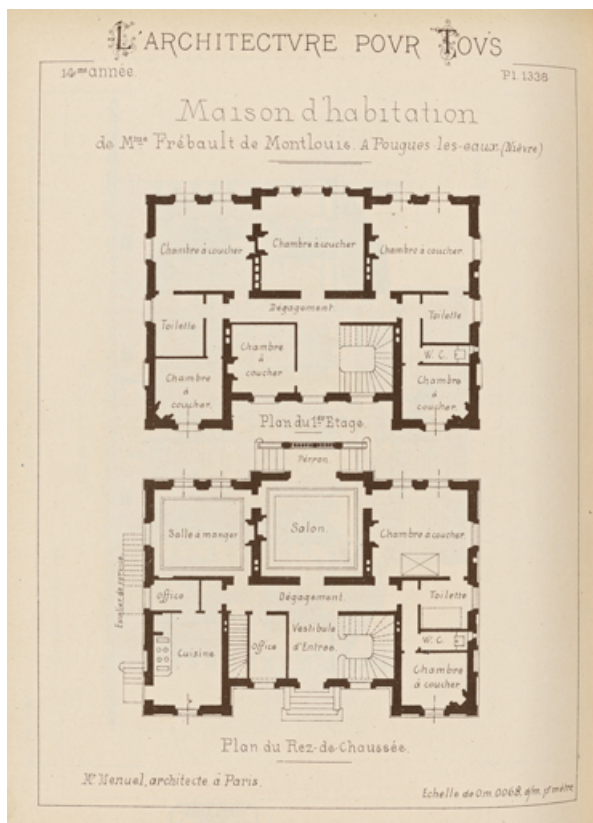 L'ARCHITECTVRE POVR TOVS
14me année.
Pl. 1338
Maison d'habitation
de Mme Frébault de Montlouis. A Pougues-les-eaux. (Nièvre)
Chambre à coucher
Chambre à coucher
Chambre à coucher.
Dégagement.
Toilette
Toilette
Chambre
à
coucher
W. C.
Chambre
à
coucher.
Chambre
à
coucher.
Plan du 1er Etage.
Perron.
Salle à manger
Salon.
Chambre à coucher
Escalier de service
Office
Dégagement.
Toilette
Cuisine
Office
Vestibule
d'Entrée.
W. C.
Chambre
à coucher
Plan du Rez-de-Chaussée.
Mr Menuel, architecte à Paris.
Echelle de 0m.0068. p/m. pr mètre